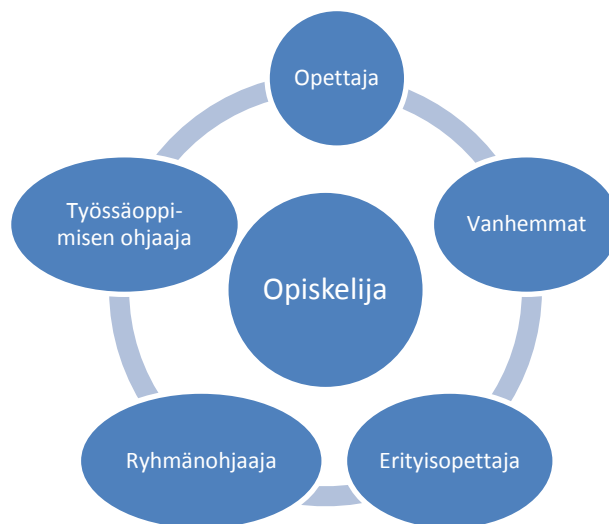 Opettaja
Työssäoppi-
misen ohjaaja
Vanhemmat
Opiskelija
Ryhmänohjaaja
Erityisopettaja